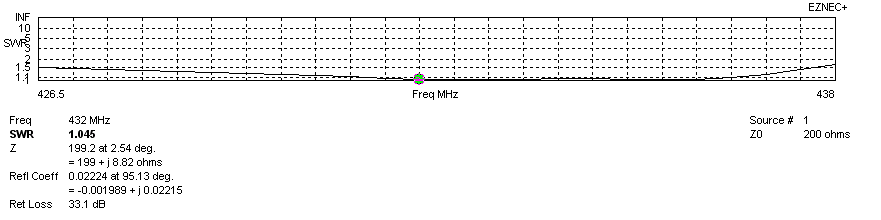 EZNEC+
INF
10
5
3
SWR
2
1.5
1.1
426.5 Freq MHz 438
Freq 432 MHz Source # 1
SWR 1.045 Z0 200 ohms
Z 199.2 at 2.54 deg.
= 199 + j 8.82 ohms
Refl Coeff 0.02224 at 95.13 deg.
= -0.001989 + j 0.02215
Ret Loss 33.1 dB